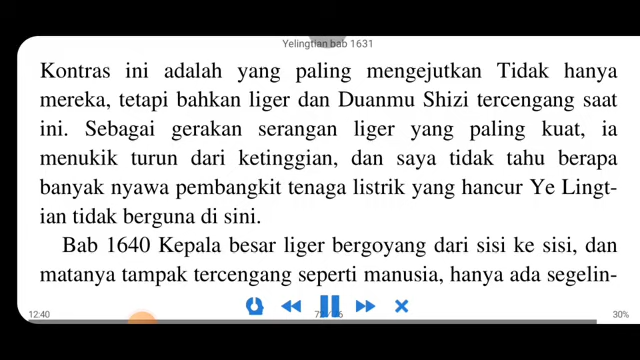 Yelingtian bab 1631
Kontras ini adalah yang paling mengejutkan Tidak hanya
mereka, tetapi bahkan liger dan Duanmu Shizi tercengang saat
ini. Sebagai gerakan serangan liger yang paling kuat, ia
menukik turun dari ketinggian, dan saya tidak tahu berapa
banyak nyawa pembangkit tenaga listrik yang hancur Ye Lingt-
ian tidak berguna di sini.
Bab 1640 Kepala besar liger bergoyang dari sisi ke sisi, dan
matanya tampak tercengang seperti manusia, hanya ada segelin-
12:40
30%